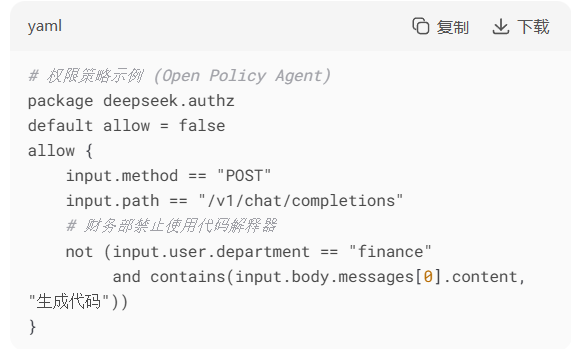 yaml 复制 下载
# 权限策略示例 (Open Policy Agent)
package deepseek.authz
default allow = false
allow {
    input.method == "POST"
    input.path == "/v1/chat/completions"
    # 财务部禁止使用代码解释器
    not (input.user.department == "finance"
         and contains(input.body.messages[0].content,
"生成代码"))
}